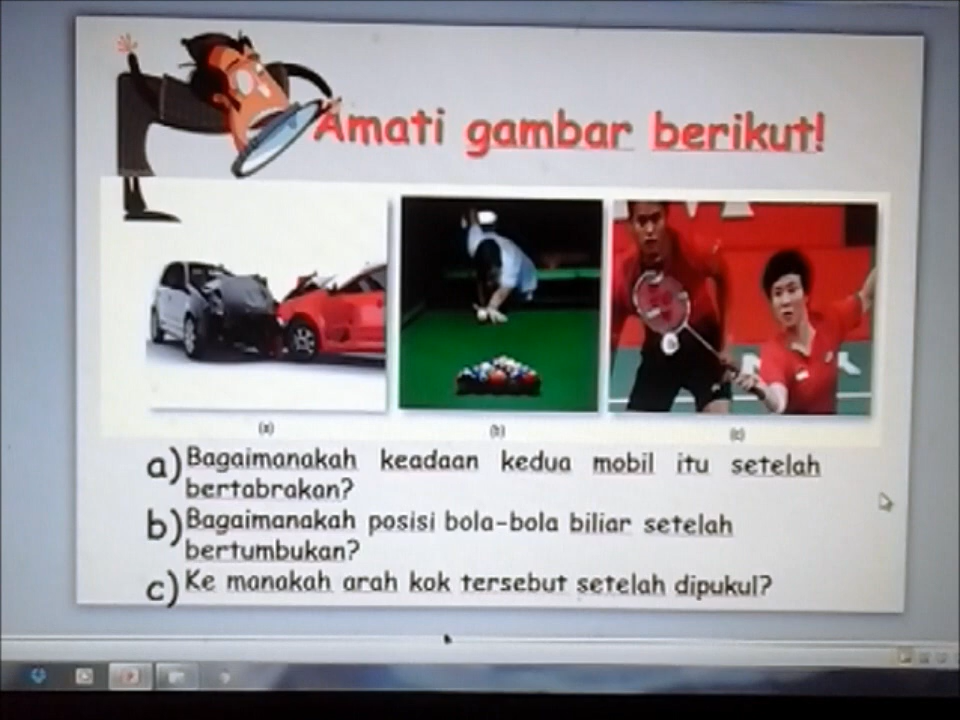 Amati gambar berikut!
(a)
(b)
(c)
a) Bagaimanakah keadaan kedua mobil itu setelah
bertabrakan?
b) Bagaimanakah posisi bola-bola biliar setelah
bertumbukan?
c) Ke manakah arah kok tersebut setelah dipukul?